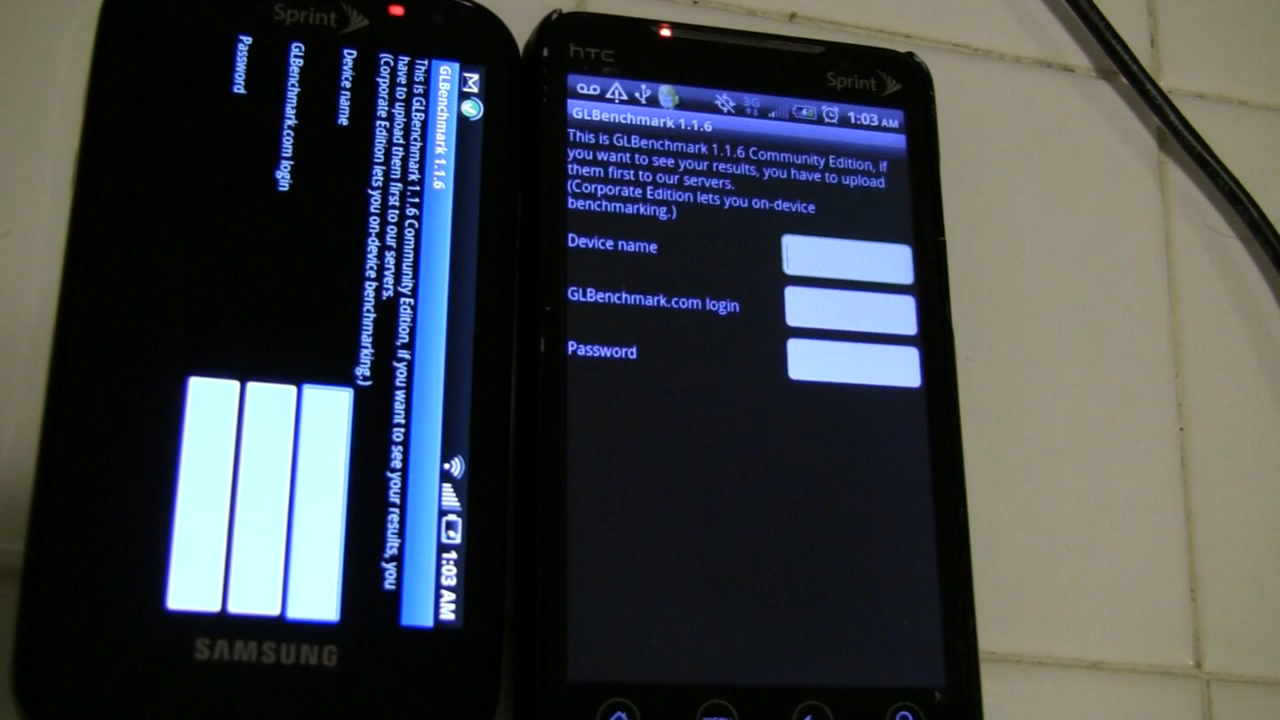 Sprint
1:03 AM
GLBenchmark 1.1.6
This is GLBenchmark 1.1.6 Community Edition, if you want to see your results, you
have to upload them first to our servers.
(Corporate Edition lets you on-device benchmarking.)
Device name
GLBenchmark.com login
Password
SAMSUNG
hTC
Sprint
3G
1:03 AM
GLBenchmark 1.1.6
This is GLBenchmark 1.1.6 Community Edition, if
you want to see your results, you have to upload
them first to our servers.
(Corporate Edition lets you on-device
benchmarking.)
Device name
GLBenchmark.com login
Password